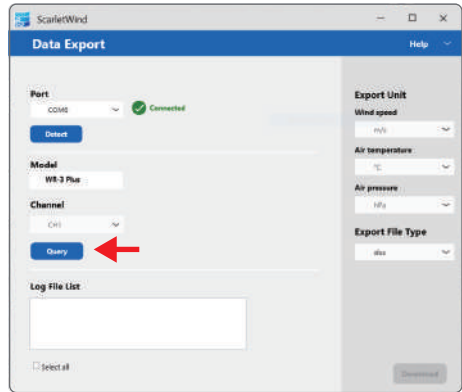 ScarletWind
Data Export
Help
Port
COM6
Connected
Detect
Model
WR-3 Plus
Channel
CH1
Query
Log File List
Select all
Export Unit
Wind speed
m/s
Air temperature
°C
Air pressure
hPa
Export File Type
xlsx
Download